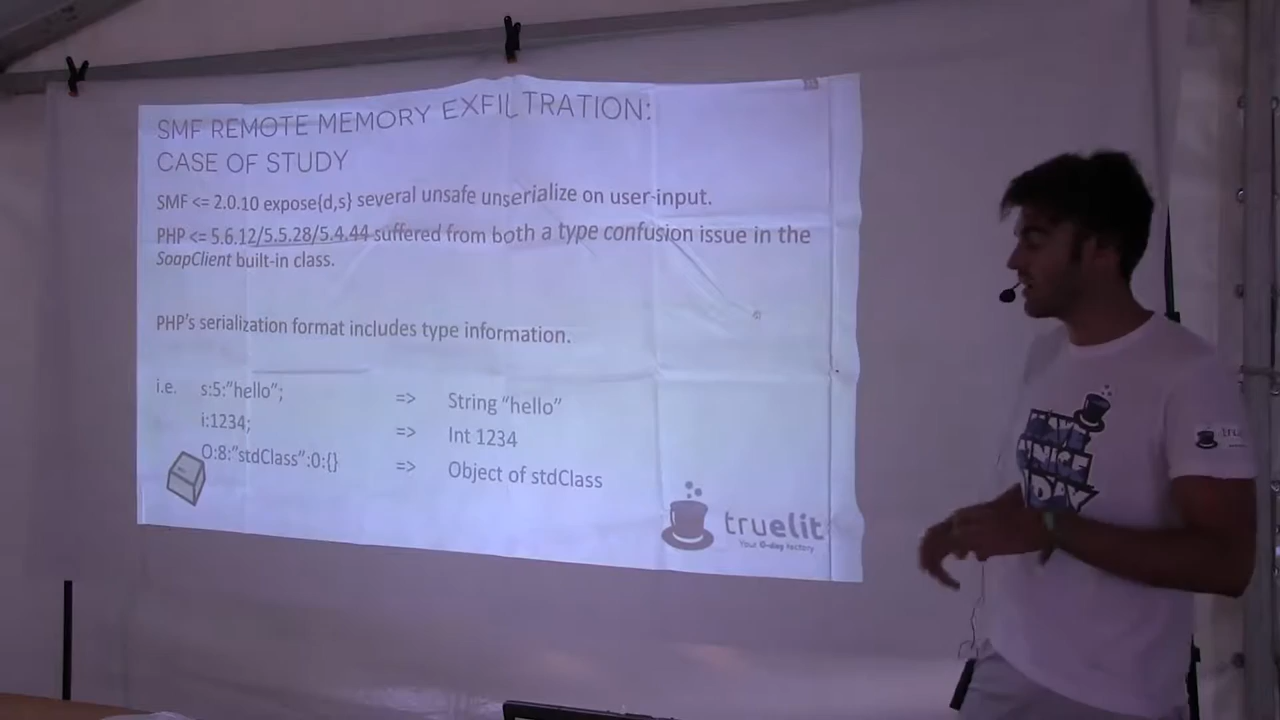 SMF REMOTE MEMORY EXFILTRATION:
CASE OF STUDY
SMF <= 2.0.10 expose{d,s} several unsafe unserialize on user-input.
PHP <= 5.6.12/5.5.28/5.4.44 suffered from both a type confusion issue in the
SoapClient built-in class.
PHP's serialization format includes type information.
i.e. s:5:"hello"; => String "hello"
i:1234; => Int 1234
O:8:"stdClass":0:{} => Object of stdClass
truelit
Your 0-day factory
HAVE
A NICE
DAY